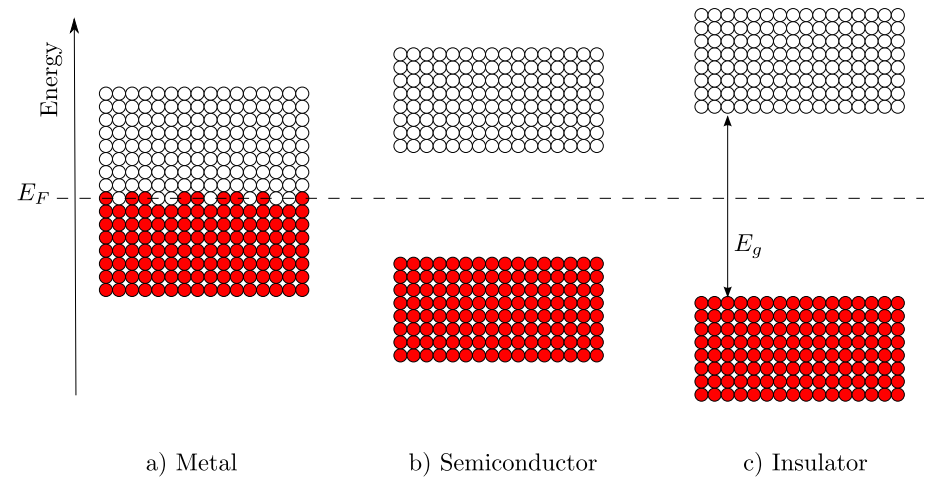 Energy
E_F
E_g
a) Metal
b) Semiconductor
c) Insulator